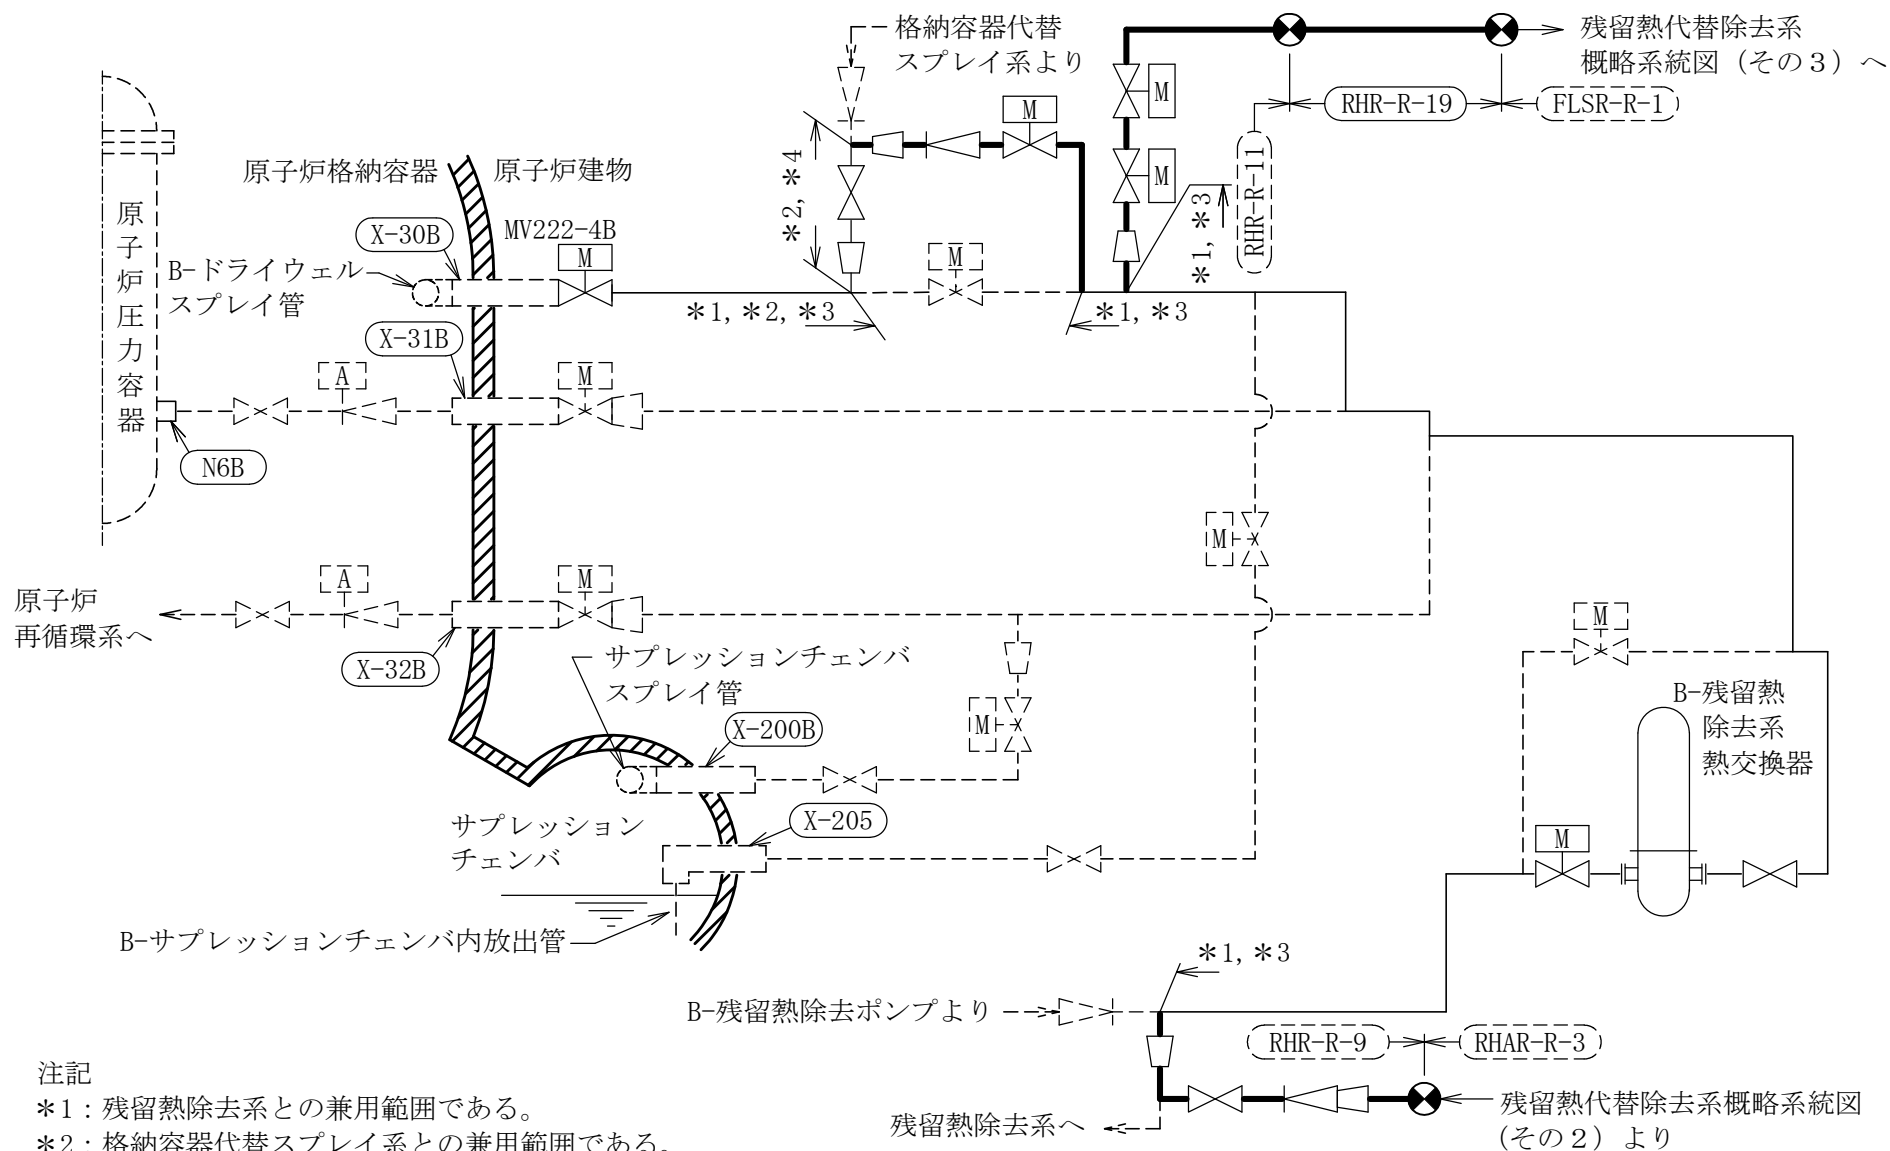 格納容器代替
スプレイ系より
残留熱代替除去系
概略系統図（その３）へ
M
RHR-R-19
FLSR-R-1
M
M
RHR-R-11
＊1, ＊3
＊2, ＊4
原子炉格納容器
原子炉建物
原子炉圧力容器
X-30B
MV222-4B
M
B-ドライウェル
スプレイ管
M
＊1, ＊2, ＊3
＊1, ＊3
X-31B
A
M
N6B
M
A
M
原子炉
再循環系へ
X-32B
サプレッションチェンバ
スプレイ管
M
M
X-200B
B-残留熱
除去系
熱交換器
X-205
サプレッション
チェンバ
M
B-サプレッションチェンバ内放出管
＊1, ＊3
B-残留熱除去ポンプより
RHR-R-9
RHAR-R-3
注記
＊1：残留熱除去系との兼用範囲である。
残留熱代替除去系概略系統図
（その２）より
残留熱除去系へ
＊2：格納容器代替スプレイ系との兼用範囲である。